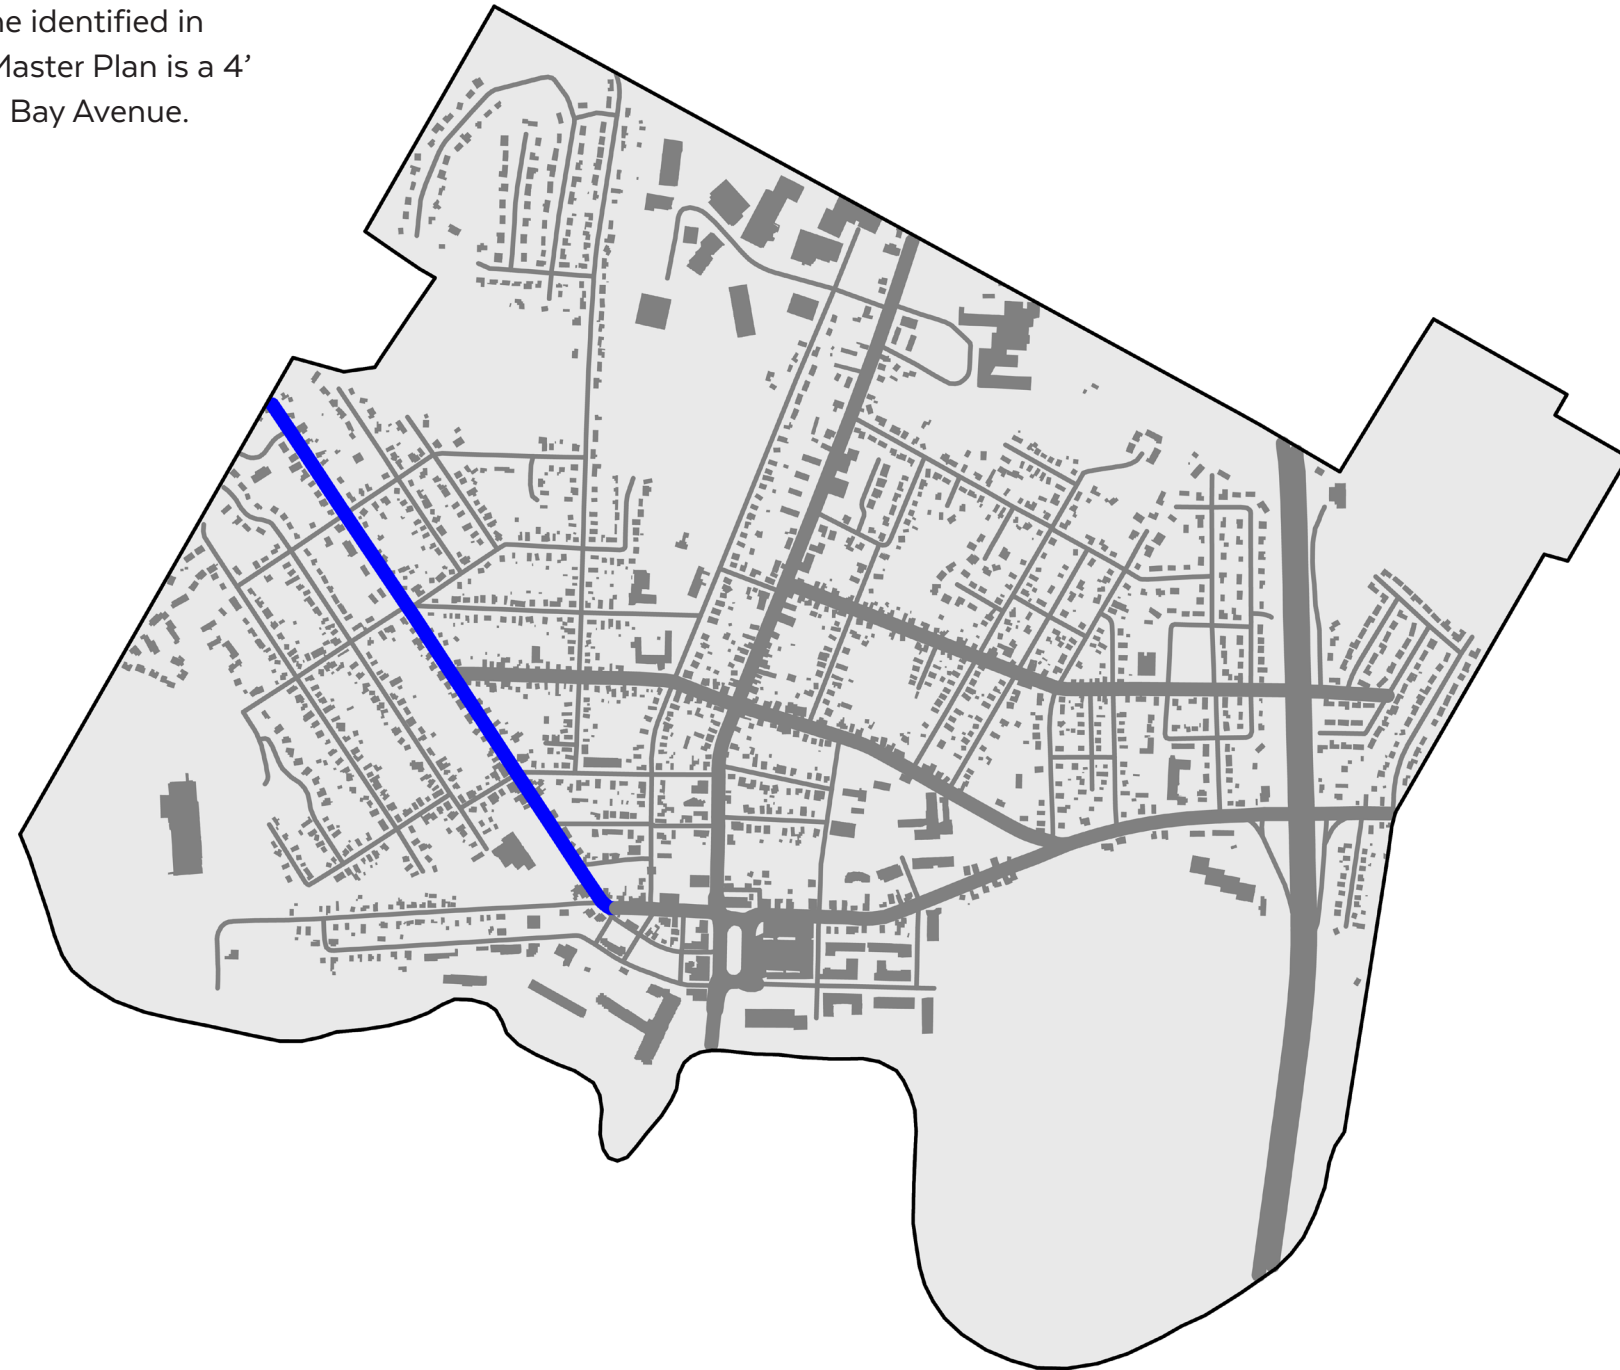 ne identified in
Master Plan is a 4’
Bay Avenue.